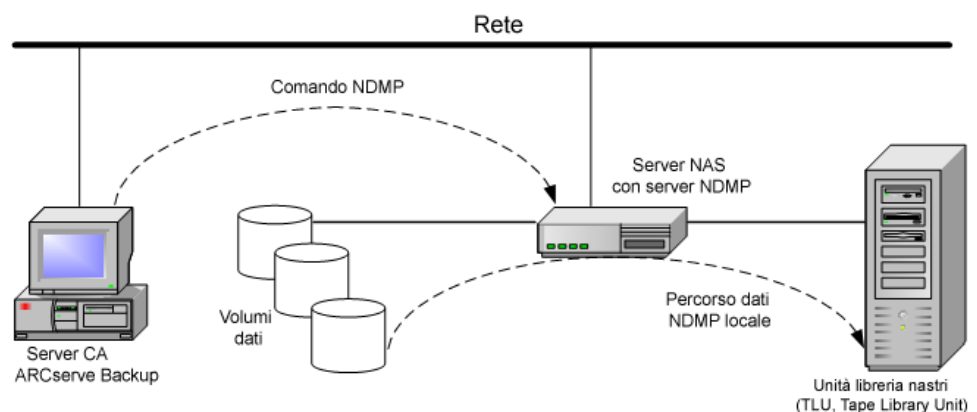 Rete
Comando NDMP
Server NAS
con server NDMP
Volumi
dati
Percorso dati
NDMP locale
Server CA
ARCserve Backup
Unità libreria nastri
(TLU, Tape Library Unit)